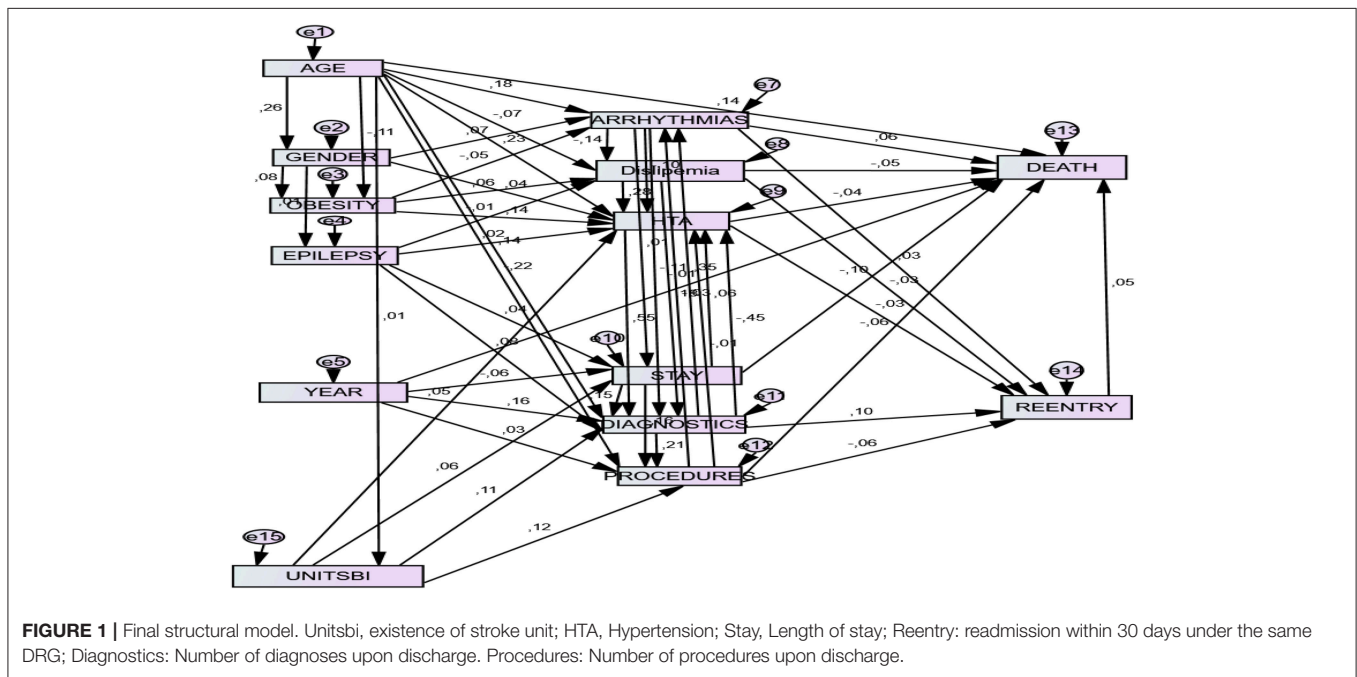 e1
AGE
,18
,14
e7
-,07
,26
-,11
,07
,23
ARRHYTHMIAS
,06
e13
e2
GENDER
-,05
-,14
e8
,10
Dislipemia
-,05
DEATH
,08
e3
,06
,04
e9
OBESITY
-,01
,14
,28
HTA
-,04
e4
,02
,14
,01
EPILEPSY
,22
-,11
-,01
,35
-,10
,03
-,03
,05
,01
,04
,06
-,03
-,06
,55
-,45
e10
-,01
e5
-,06
STAY
e14
YEAR
,05
,16
,15
e11
REENTRY
DIAGNOSTICS
,10
,03
,21
e12
-,06
,06
PROCEDURES
,11
,12
e15
UNITSBI
FIGURE 1 | Final structural model. Unitsbi, existence of stroke unit; HTA, Hypertension; Stay, Length of stay; Reentry: readmission within 30 days under the same
DRG; Diagnostics: Number of diagnoses upon discharge. Procedures: Number of procedures upon discharge.